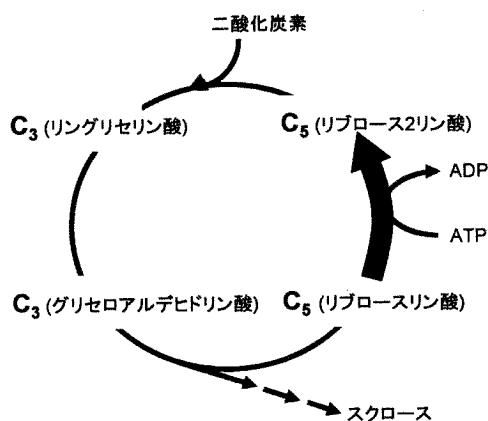 二酸化炭素
C3 (リングリセリン酸)
C5 (リブロース2リン酸)
ADP
ATP
C3 (グリセロアルデヒドリン酸)
C5 (リブロースリン酸)
スクロース